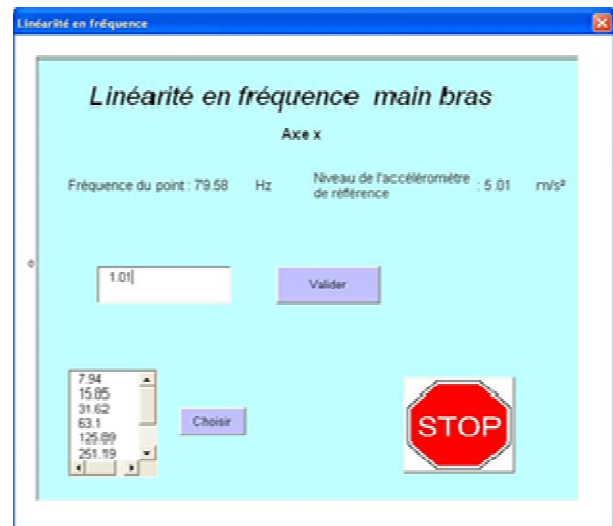 Linéarité en fréquence
Linéarité en fréquence main bras
Axe x
Fréquence du point : 79.58 Hz
Niveau de l'accéléromètre de référence : 5.01 m/s²
1.01
Valider
7.94
15.85
31.62
63.1
125.89
251.19
Choisir
STOP